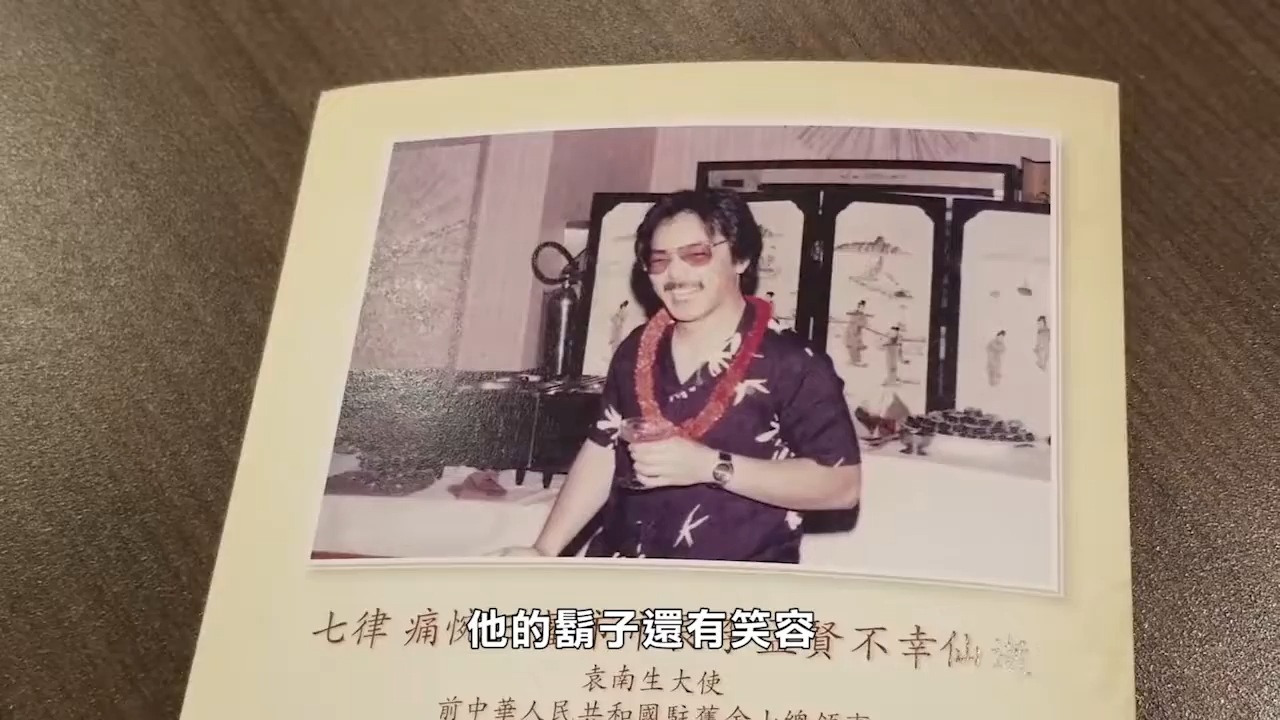 七律 痛 賢不幸仙遊
他的鬍子還有笑容
袁南生大使
前中華人民共和國駐舊金山總領事